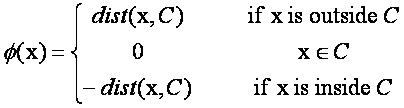 dist(x,C) if x is outside C
ϕ(x) = { 0 x ∈ C
− dist(x,C) if x is inside C